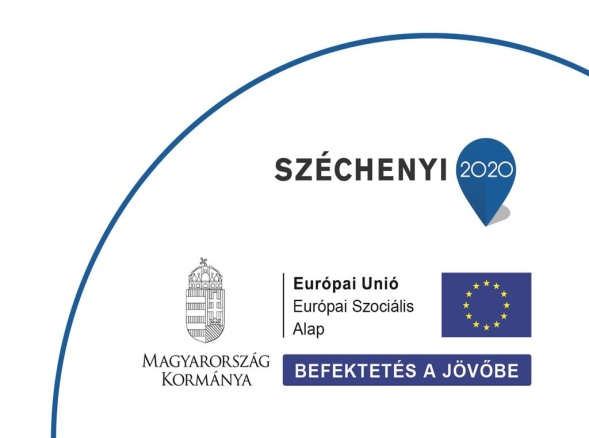 SZÉCHENYI 2020
Európai Unió
Európai Szociális
Alap
MAGYARORSZÁG
KORMÁNYA
BEFEKTETÉS A JÖVŐBE